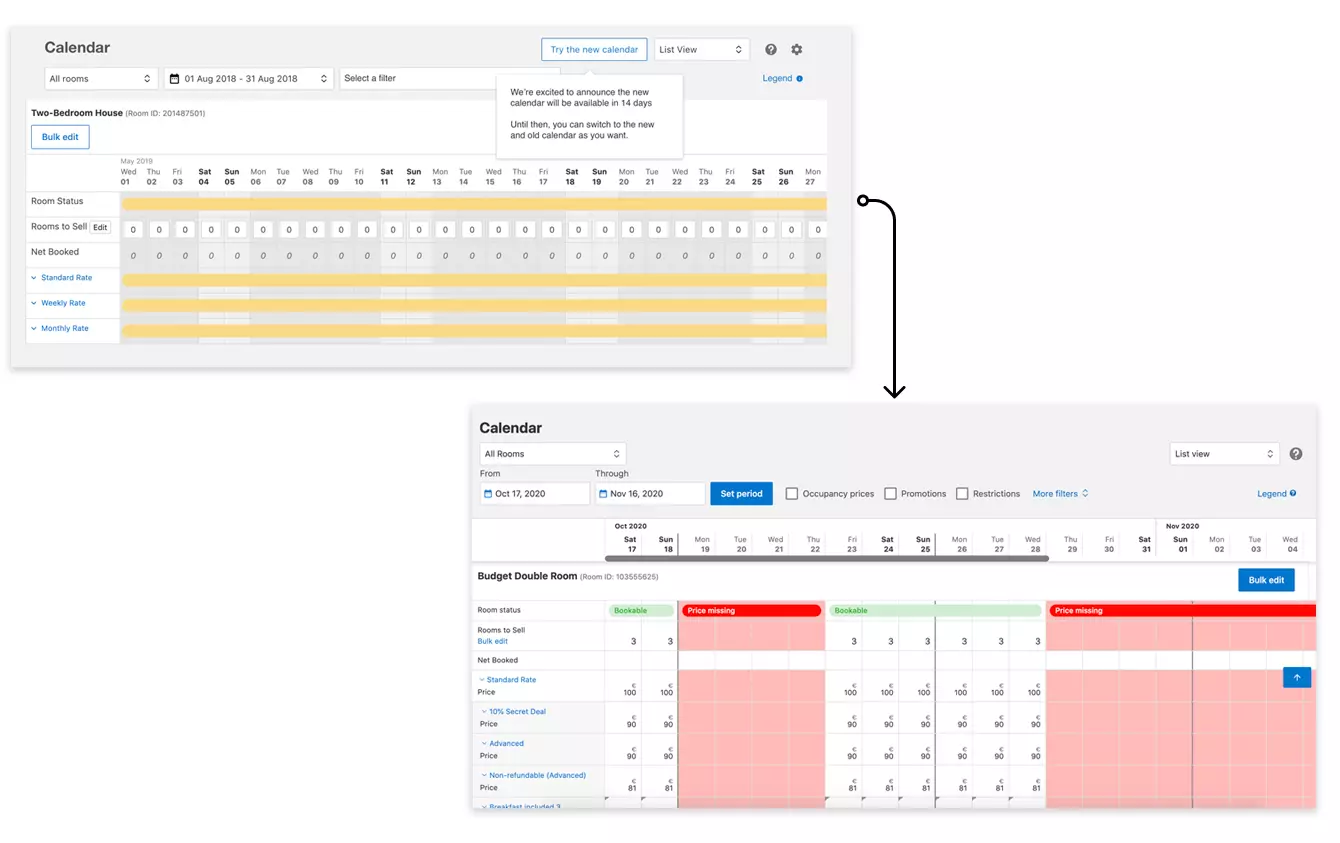 Calendar
Try the new calendar
List View
All rooms
01 Aug 2018 - 31 Aug 2018
Select a filter
Legend
We're excited to announce the new
calendar will be available in 14 days
Until then, you can switch to the new
and old calendar as you want.
Two-Bedroom House (Room ID: 201487501)
Bulk edit
May 2019
Wed Thu Fri Sat Sun Mon Tue Wed Thu Fri Sat Sun Mon Tue Wed Thu Fri Sat Sun Mon Tue Wed Thu Fri Sat Sun Mon
01 02 03 04 05 06 07 08 09 10 11 12 13 14 15 16 17 18 19 20 21 22 23 24 25 26 27
Room Status
Rooms to Sell Edit 0 0 0 0 0 0 0 0 0 0 0 0 0 0 0 0 0 0 0 0 0 0 0 0 0 0 0
Net Booked 0 0 0 0 0 0 0 0 0 0 0 0 0 0 0 0 0 0 0 0 0 0 0 0 0 0 0
Standard Rate
Weekly Rate
Monthly Rate
Calendar
All Rooms
List view
From Through
Oct 17, 2020 Nov 16, 2020 Set period Occupancy prices Promotions Restrictions More filters Legend
Oct 2020 Nov 2020
Sat Sun Mon Tue Wed Thu Fri Sat Sun Mon Tue Wed Thu Fri Sat Sun Mon Tue Wed
17 18 19 20 21 22 23 24 25 26 27 28 29 30 31 01 02 03 04
Budget Double Room (Room ID: 103555625)
Bulk edit
Room status Bookable Price missing Bookable Price missing
Rooms to Sell
Bulk edit 3 3 3 3 3 3 3 3
Net Booked
Standard Rate € € € € € € € €
Price 100 100 100 100 100 100 100 100
10% Secret Deal € € € € € € € €
Price 90 90 90 90 90 90 90 90
Advanced € € € € € € € €
Price 90 90 90 90 90 90 90 90
Non-refundable (Advanced) € € € € € € € €
Price 81 81 81 81 81 81 81 81
Breakfast included 3